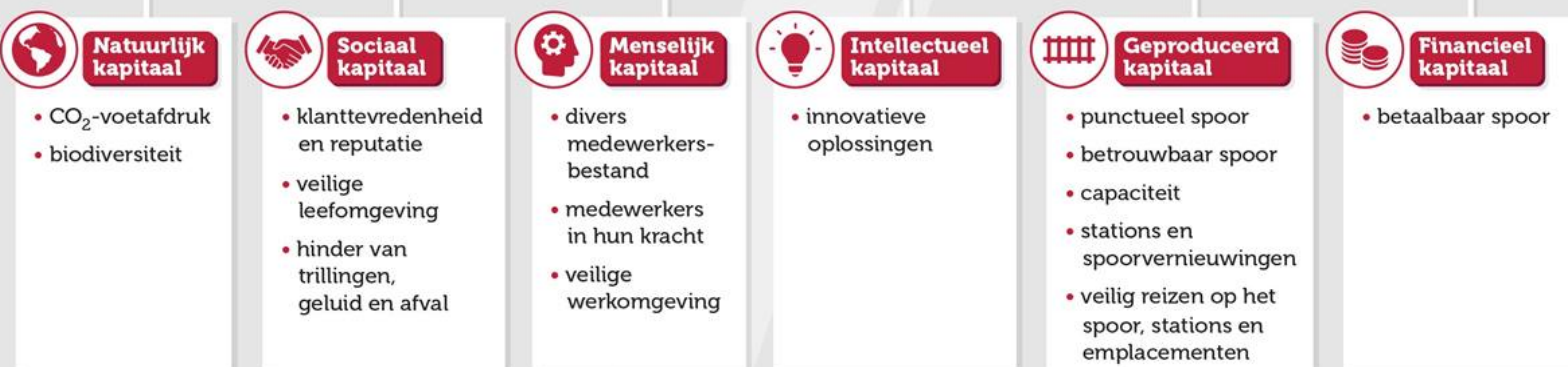 Natuurlijk
kapitaal
• CO₂-voetafdruk
• biodiversiteit
Sociaal
kapitaal
• klanttevredenheid
en reputatie
• veilige
leefomgeving
• hinder van
trillingen,
geluid en afval
Menselijk
kapitaal
• divers
medewerkers-
bestand
• medewerkers
in hun kracht
• veilige
werkomgeving
Intellectueel
kapitaal
• innovatieve
oplossingen
Geproduceerd
kapitaal
• punctueel spoor
• betrouwbaar spoor
• capaciteit
• stations en
spoorvernieuwingen
• veilig reizen op het
spoor, stations en
emplacementen
Financieel
kapitaal
• betaalbaar spoor